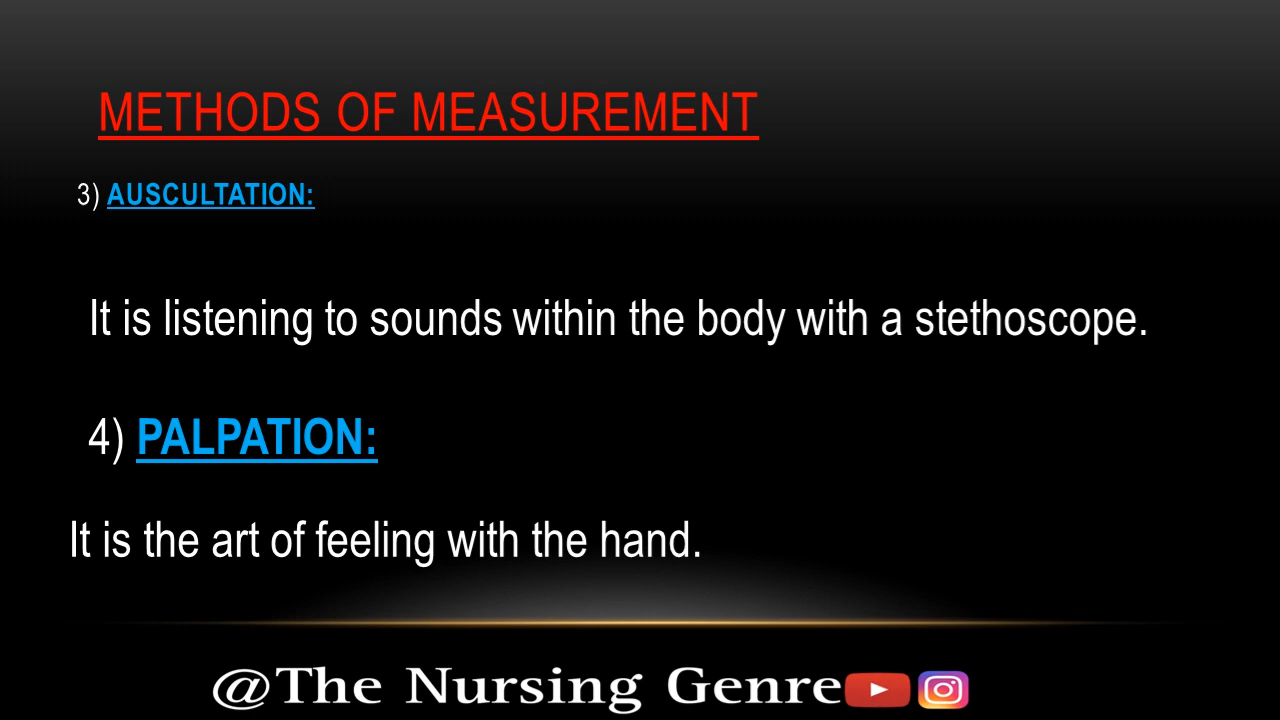 METHODS OF MEASUREMENT
3) AUSCULTATION:
It is listening to sounds within the body with a stethoscope.
4) PALPATION:
It is the art of feeling with the hand.
@The Nursing Genre